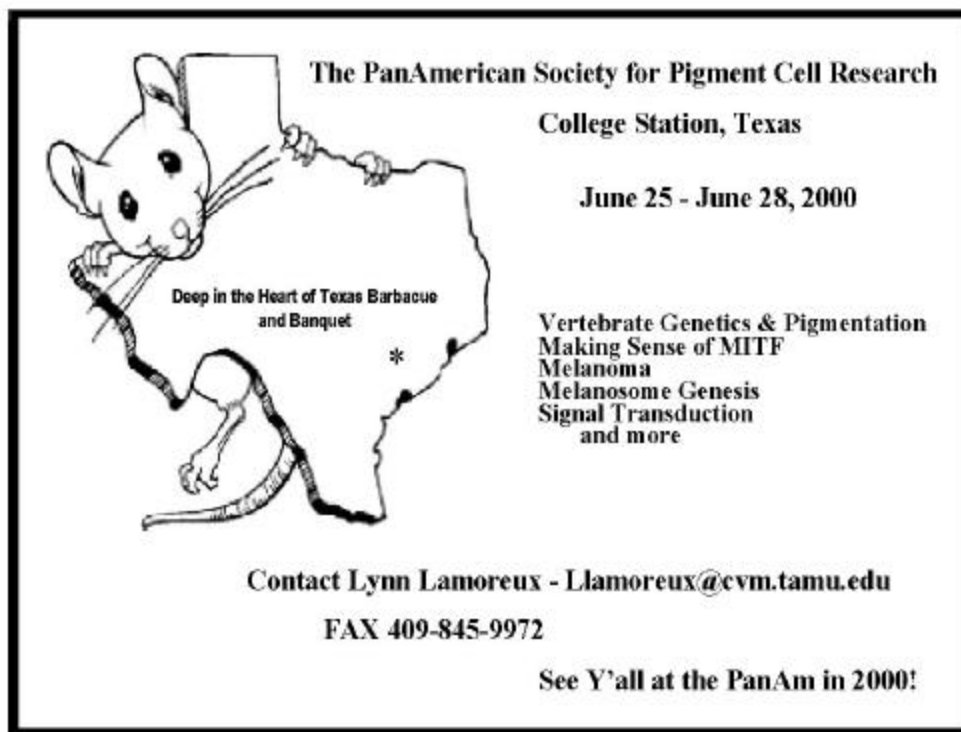 The PanAmerican Society for Pigment Cell Research
College Station, Texas
June 25 - June 28, 2000
Deep in the Heart of Texas Barbacue
and Banquet
*
Vertebrate Genetics & Pigmentation
Making Sense of MITF
Melanoma
Melanosome Genesis
Signal Transduction
and more
Contact Lynn Lamoreux - Llamoreux@cvm.tamu.edu
FAX 409-845-9972
See Y'all at the PanAm in 2000!